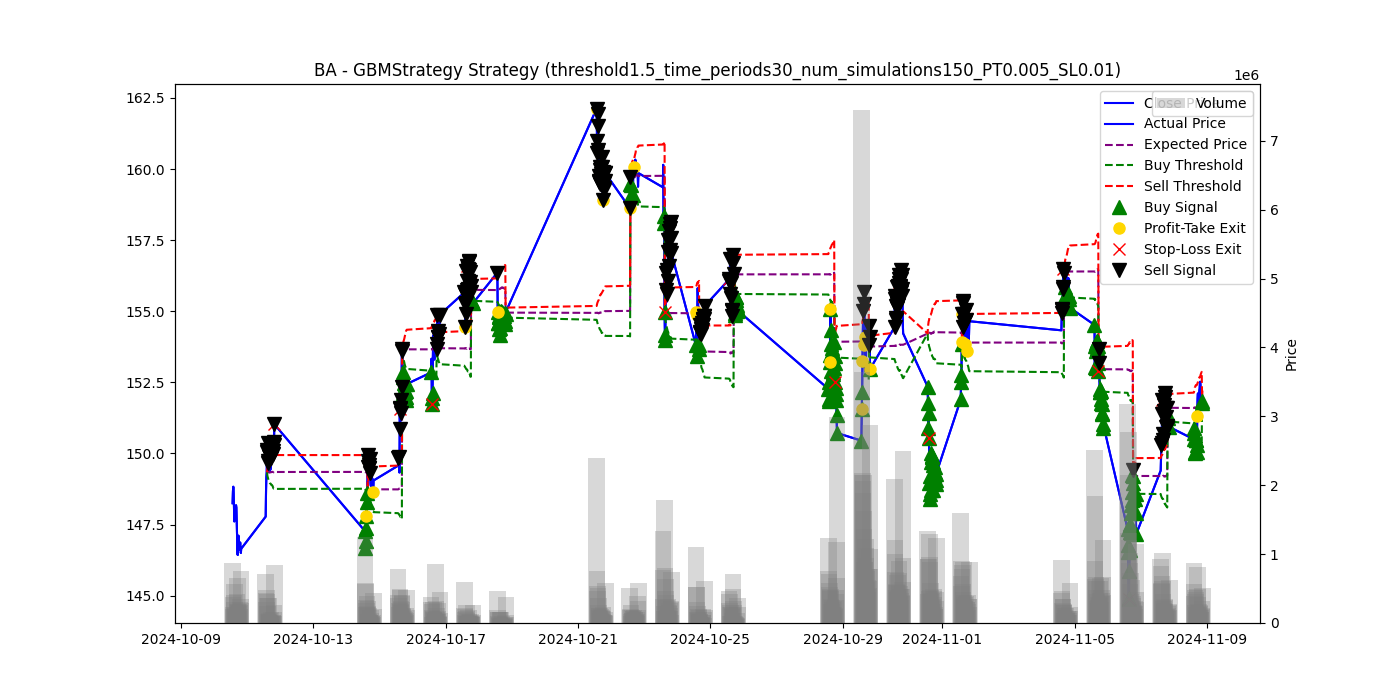 BA - GBMStrategy Strategy (threshold1.5_time_periods30_num_simulations150_PT0.005_SL0.01)
1e6
162.5
160.0
157.5
155.0
152.5
150.0
147.5
145.0
Volume
Actual Price
Expected Price
Buy Threshold
Sell Threshold
Buy Signal
Profit-Take Exit
Stop-Loss Exit
Sell Signal
7
6
5
4
3
2
1
0
Price
2024-10-09
2024-10-13
2024-10-17
2024-10-21
2024-10-25
2024-10-29
2024-11-01
2024-11-05
2024-11-09